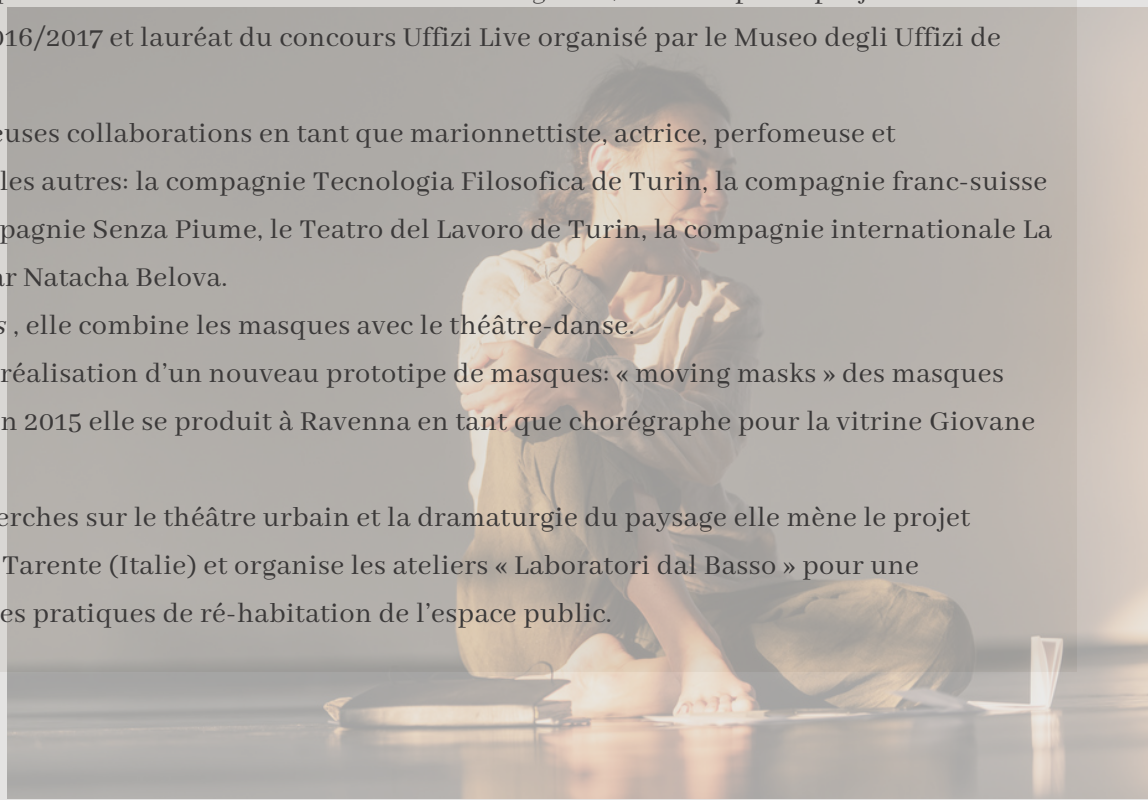 016/2017 et lauréat du concours Uffizi Live organisé par le Museo degli Uffizi de
euses collaborations en tant que marionnettiste, actrice, perfomeuse et
les autres: la compagnie Tecnologia Filosofica de Turin, la compagnie franc-suisse
pagnie Senza Piume, le Teatro del Lavoro de Turin, la compagnie internationale La
ar Natacha Belova.
s , elle combine les masques avec le théâtre-danse.
réalisation d’un nouveau prototipe de masques: « moving masks » des masques
n 2015 elle se produit à Ravenna en tant que chorégraphe pour la vitrine Giovane
erches sur le théâtre urbain et la dramaturgie du paysage elle mène le projet
Tarente (Italie) et organise les ateliers « Laboratori dal Basso » pour une
es pratiques de ré-habitation de l’espace public.